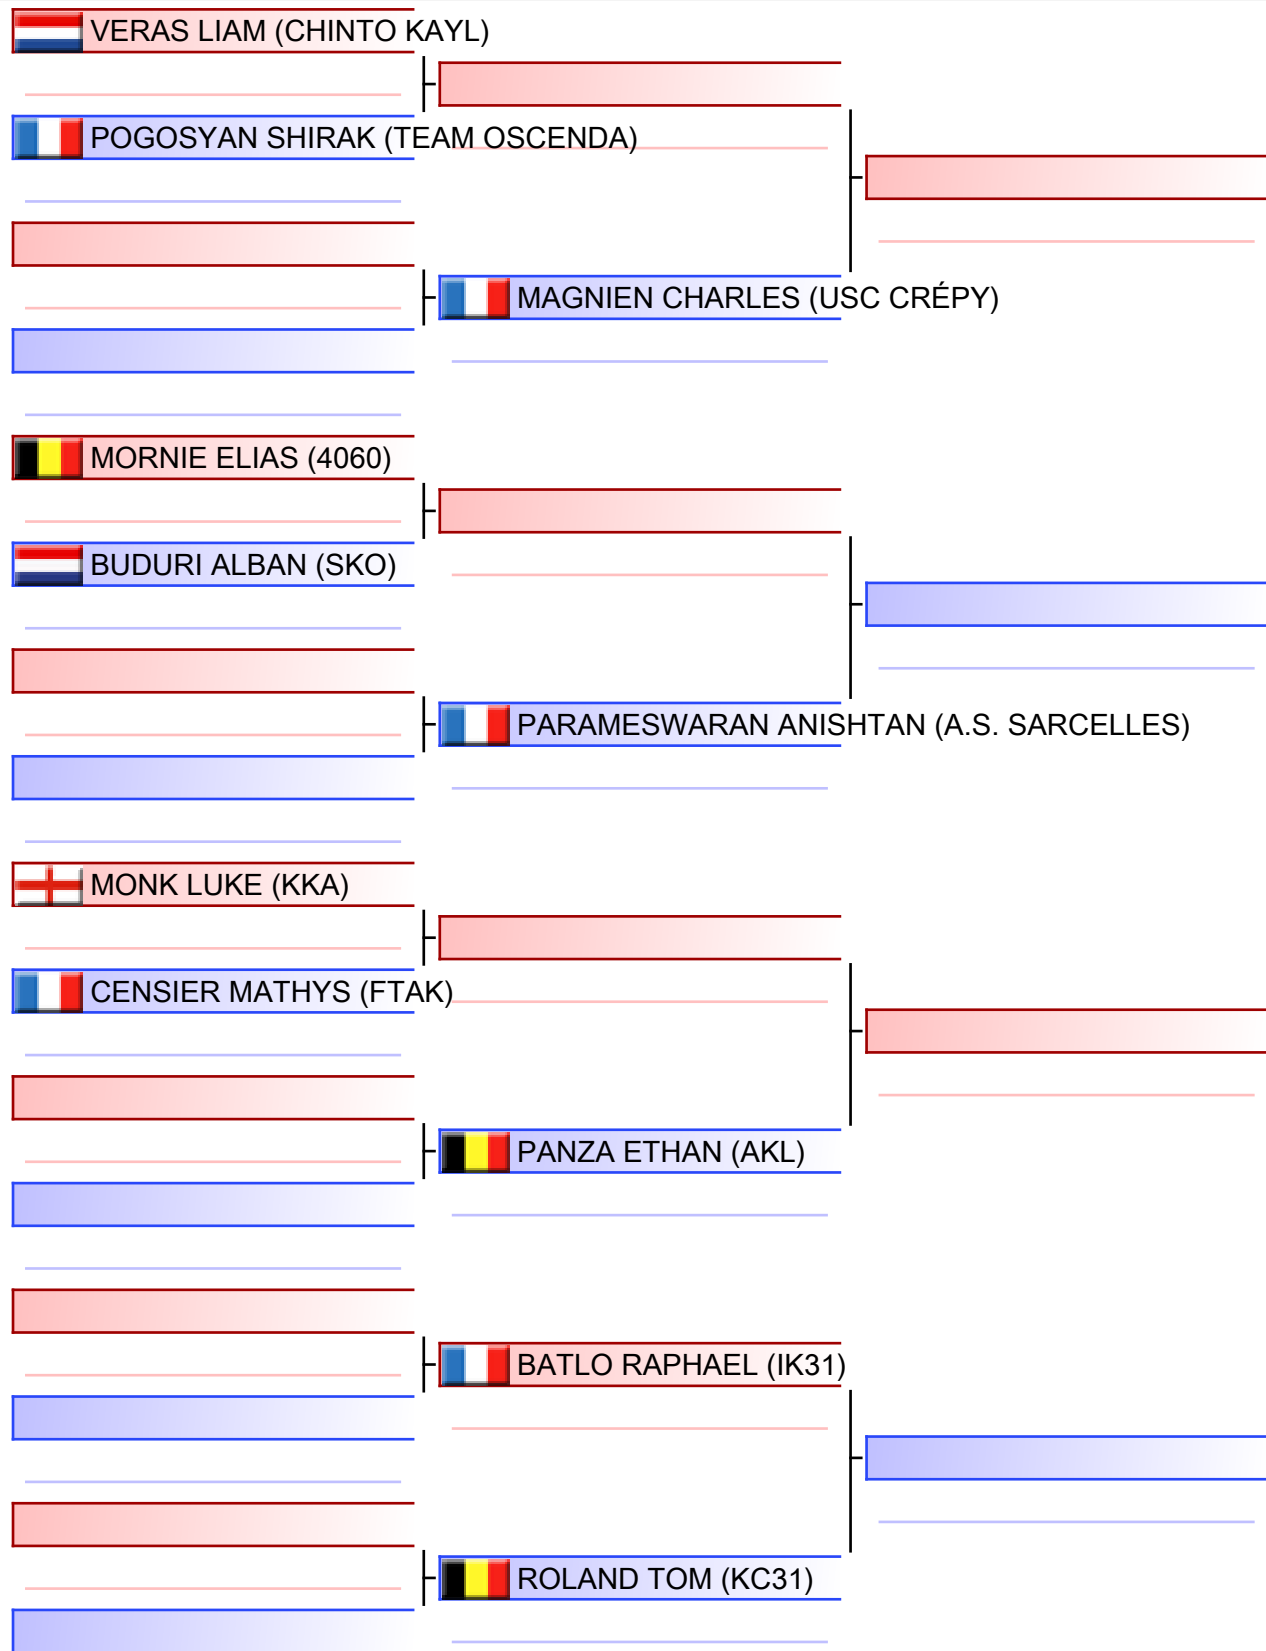 VERAS LIAM (CHINTO KAYL)
POGOSYAN SHIRAK (TEAM OSCENDA)
MAGNIEN CHARLES (USC CRÉPY)
MORNIE ELIAS (4060)
BUDURI ALBAN (SKO)
PARAMESWARAN ANISHTAN (A.S. SARCELLES)
MONK LUKE (KKA)
CENSIER MATHYS (FTAK)
PANZA ETHAN (AKL)
BATLO RAPHAEL (IK31)
ROLAND TOM (KC31)